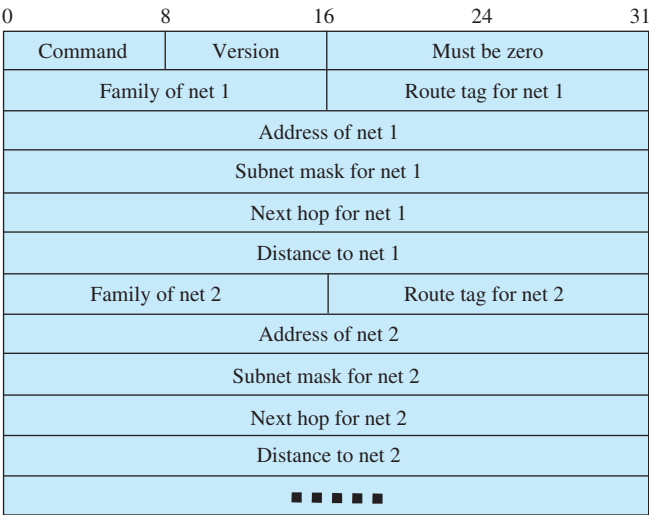 0 8 16 24 31
Command Version Must be zero
Family of net 1 Route tag for net 1
Address of net 1
Subnet mask for net 1
Next hop for net 1
Distance to net 1
Family of net 2 Route tag for net 2
Address of net 2
Subnet mask for net 2
Next hop for net 2
Distance to net 2